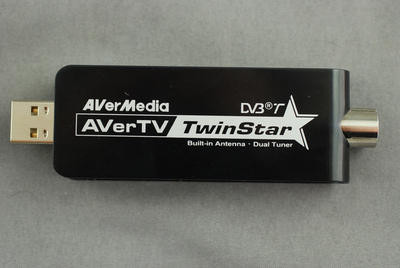 AVerMedia DVB®T
AVerTV TwinStar
Built-in Antenna · Dual Tuner